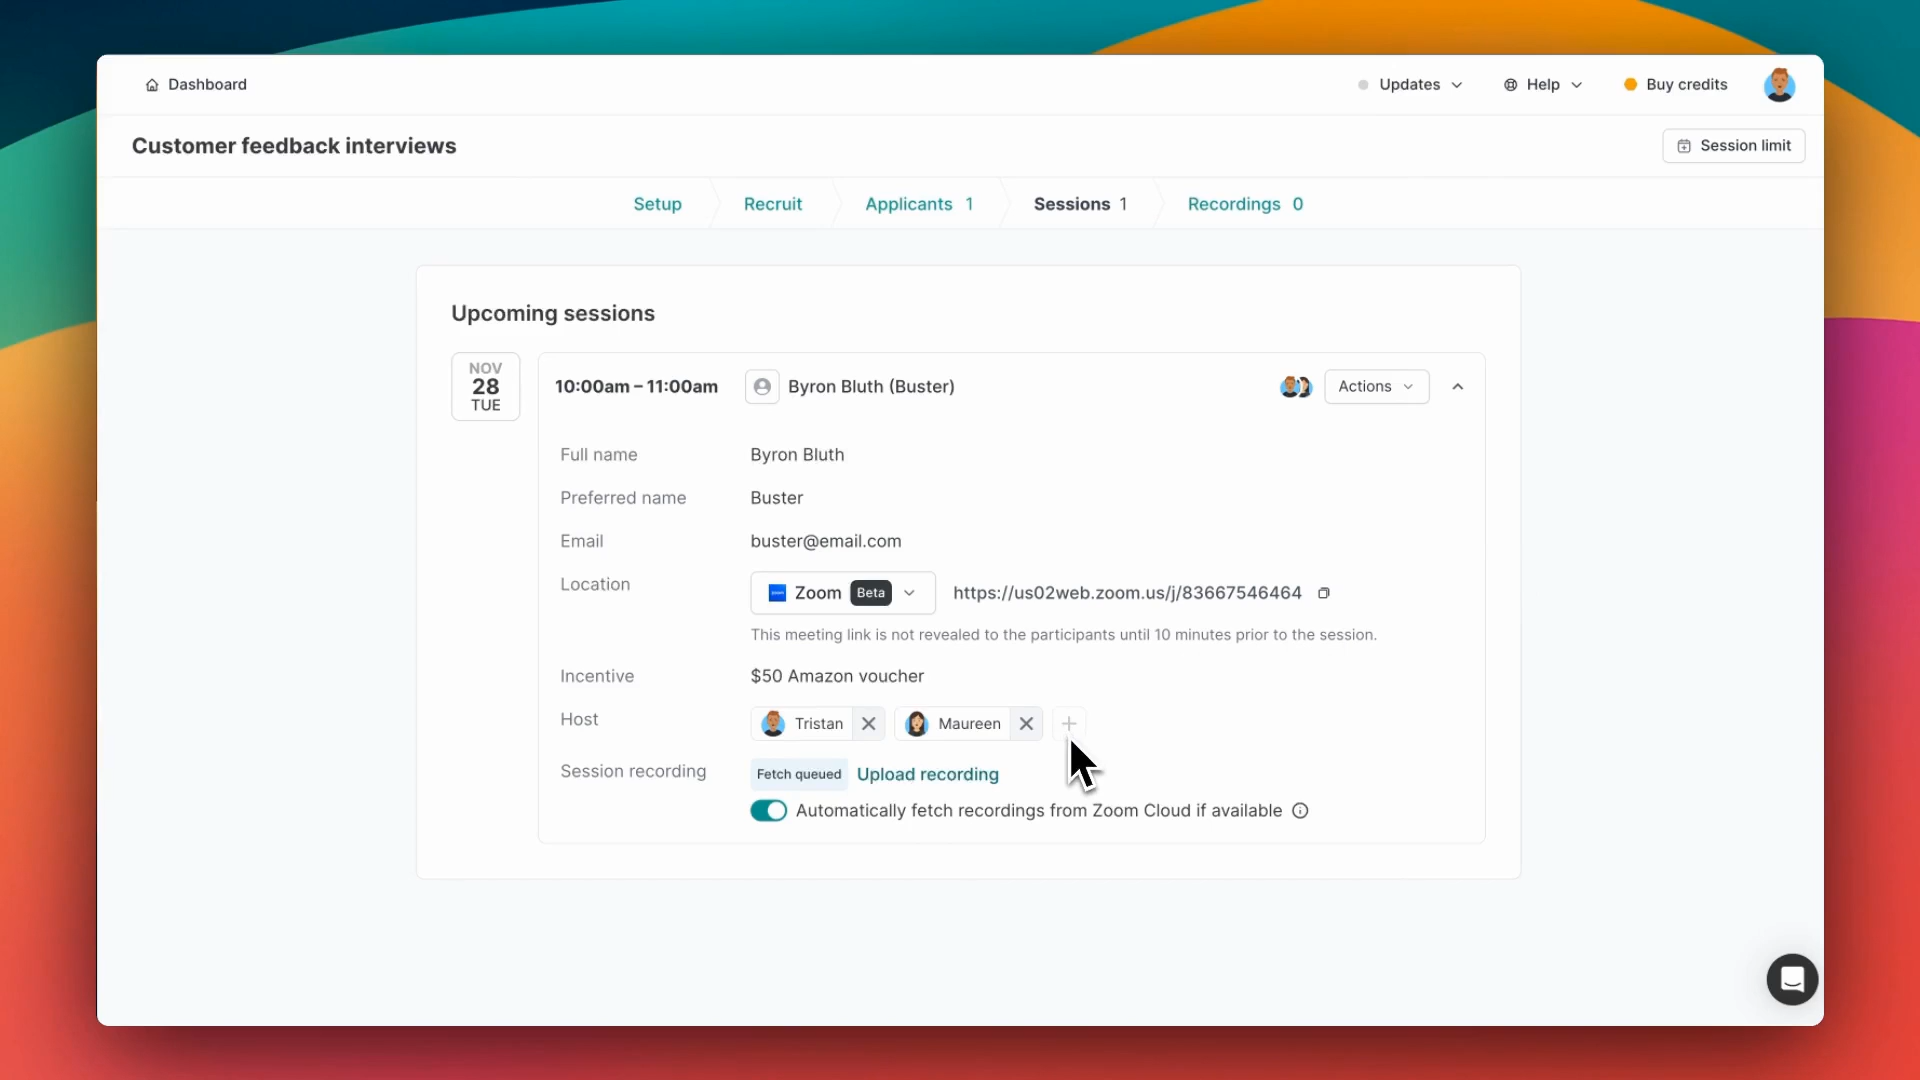 Dashboard
Updates
Help
Buy credits
Customer feedback interviews
Session limit
Setup
Recruit
Applicants 1
Sessions 1
Recordings 0
Upcoming sessions
NOV
28
TUE
10:00am – 11:00am
Byron Bluth (Buster)
Actions
Full name
Byron Bluth
Preferred name
Buster
Email
buster@email.com
Location
Zoom Beta
https://us02web.zoom.us/j/83667546464
This meeting link is not revealed to the participants until 10 minutes prior to the session.
Incentive
$50 Amazon voucher
Host
Tristan
Maureen
Session recording
Fetch queued
Upload recording
Automatically fetch recordings from Zoom Cloud if available